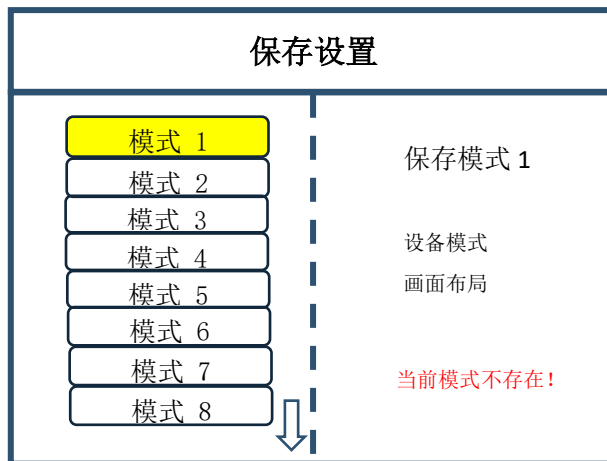 保存设置
模式 1
模式 2
模式 3
模式 4
模式 5
模式 6
模式 7
模式 8
保存模式 1
设备模式
画面布局
当前模式不存在!